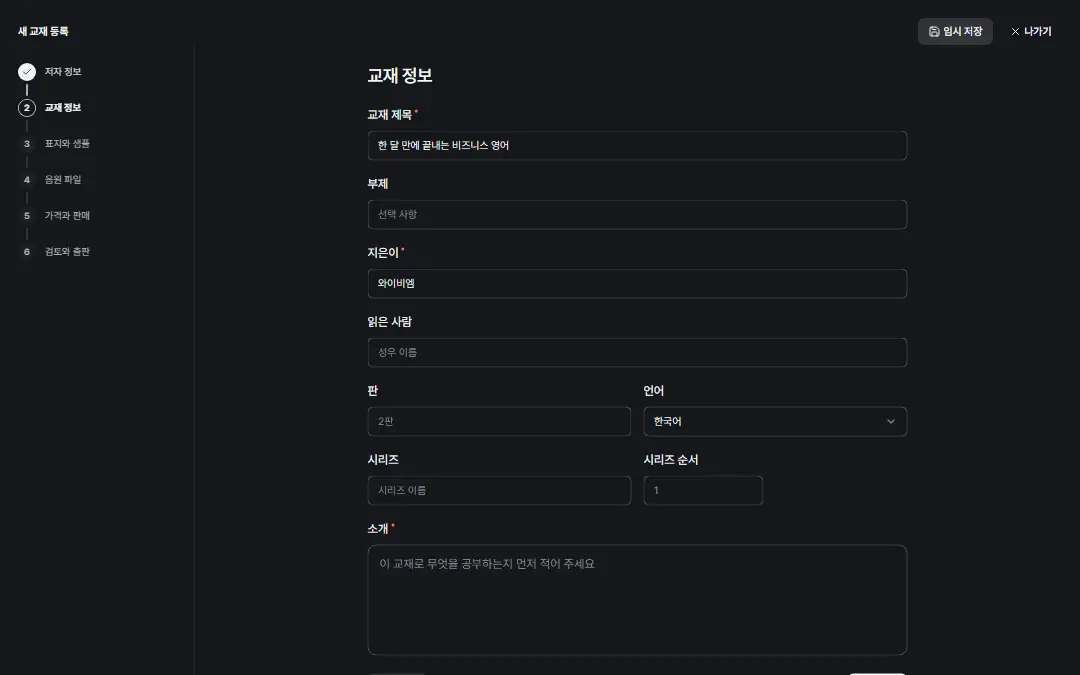 새 교재 등록
임시 저장
나가기
저자 정보
2 교재 정보
3 표지와 샘플
4 음원 파일
5 가격과 판매
6 검토와 출판
교재 정보
교재 제목 *
한 달 만에 끝내는 비즈니스 영어
부제
선택 사항
지은이 *
와이비엠
읽은 사람
성우 이름
판
2판
언어
한국어
시리즈
시리즈 이름
시리즈 순서
1
소개 *
이 교재로 무엇을 공부하는지 먼저 적어 주세요